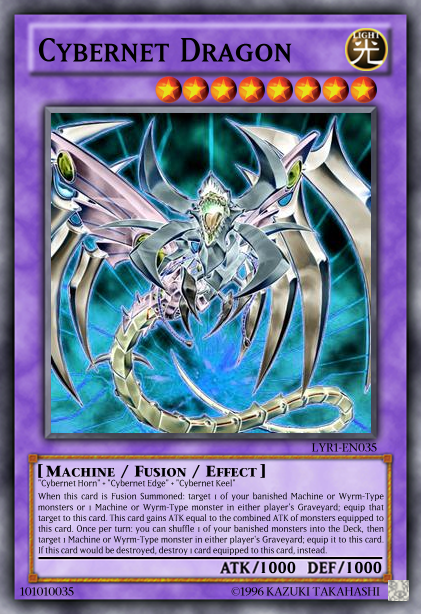 Cybernet Dragon
LIGHT
光
LYR1-EN035
[ Machine / Fusion / Effect ]
"Cybernet Horn" + "Cybernet Edge" + "Cybernet Keel"
When this card is Fusion Summoned: target 1 of your banished Machine or Wyrm-Type
monsters or 1 Machine or Wyrm-Type monster in either player's Graveyard; equip that
target to this card. This card gains ATK equal to the combined ATK of monsters equipped
to this card. Once per turn: you can shuffle 1 of your banished monsters into the Deck, then
target 1 Machine or Wyrm-Type monster in either player's Graveyard; equip it to this card.
If this card would be destroyed, destroy 1 card equipped to this card, instead.
ATK/1000 DEF/1000
101010035
©1996 KAZUKI TAKAHASHI